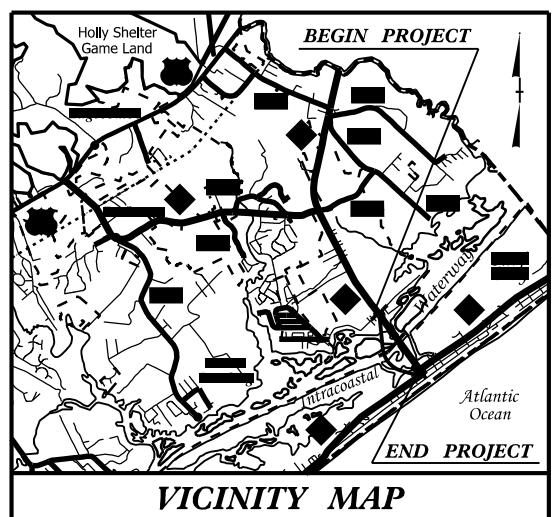 Holly Shelter
Game Land
BEGIN PROJECT
Waterway
Intracoastal
Atlantic
Ocean
END PROJECT
VICINITY MAP